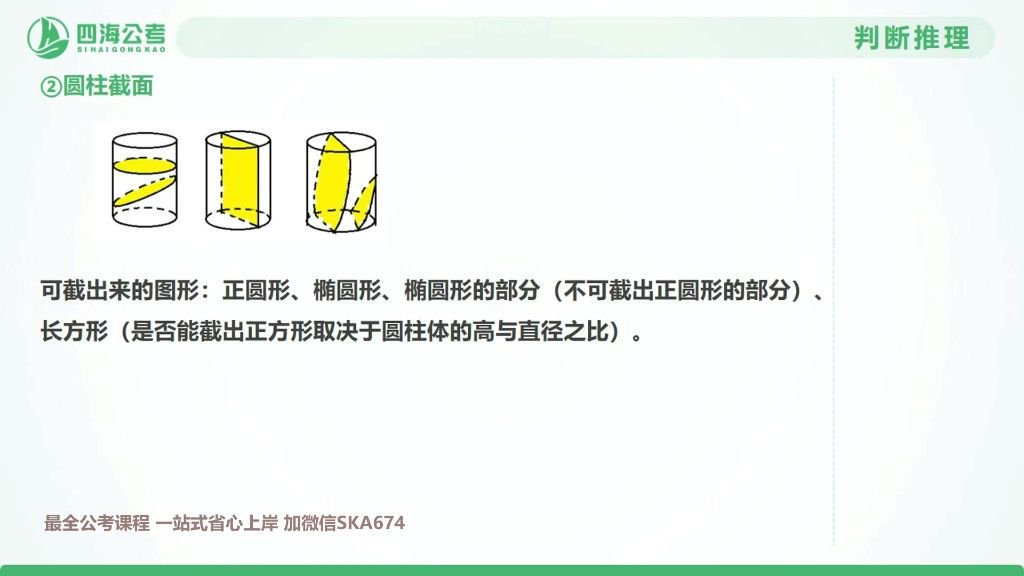 四海公考
SIHAIGONGKAO
判断推理
②圆柱截面
可截出来的图形：正圆形、椭圆形、椭圆形的部分（不可截出正圆形的部分）、
长方形（是否能截出正方形取决于圆柱体的高与直径之比）。
最全公考课程 一站式省心上岸 加微信SKA674